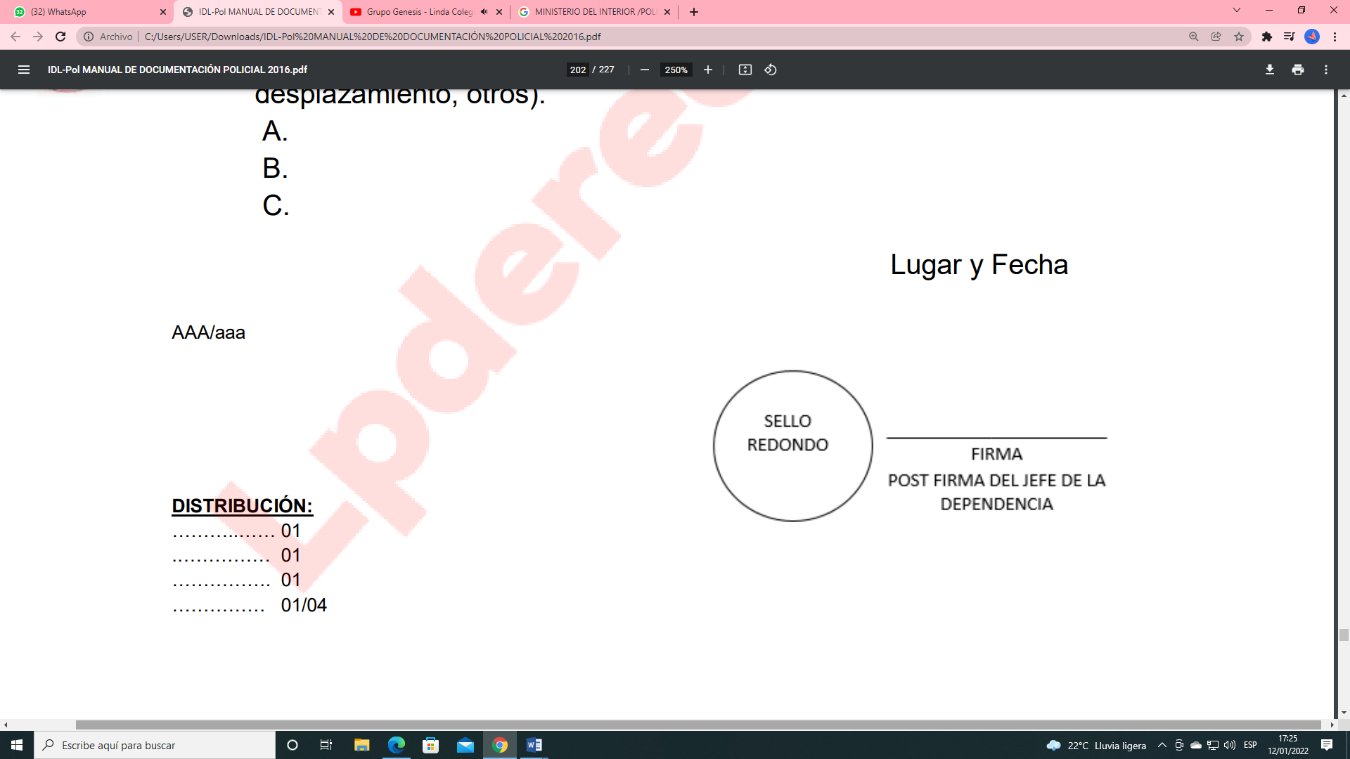 (32) WhatsApp
IDL-Pol MANUAL DE DOCUMENT
Grupo Genesis - Linda Coleg
MINISTERIO DEL INTERIOR /POL
Archivo
C:/Users/USER/Downloads/IDL-Pol%20MANUAL%20DE%20DOCUMENTACIÓN%20POLICIAL%202016.pdf
IDL-Pol MANUAL DE DOCUMENTACIÓN POLICIAL 2016.pdf
202 / 227
250%
desplazamiento, otros).
A.
B.
C.
Lugar y Fecha
AAA/aaa
SELLO
REDONDO
FIRMA
POST FIRMA DEL JEFE DE LA
DEPENDENCIA
DISTRIBUCIÓN:
………..…… 01
.…………… 01
……………. 01
…………… 01/04
Lpdere
Escribe aquí para buscar
22°C Lluvia ligera
ESP
17:25
12/01/2022